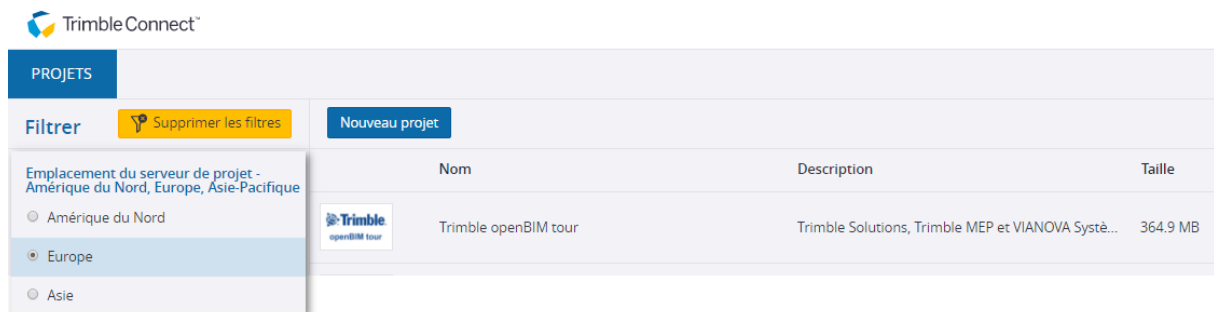 Trimble Connect™
PROJETS
Filtrer
Supprimer les filtres
Nouveau projet
Emplacement du serveur de projet -
Amérique du Nord, Europe, Asie-Pacifique
Amérique du Nord
Europe
Asie
Nom
Description
Taille
Trimble.
openBIM tour
Trimble openBIM tour
Trimble Solutions, Trimble MEP et VIANOVA Systè...
364.9 MB